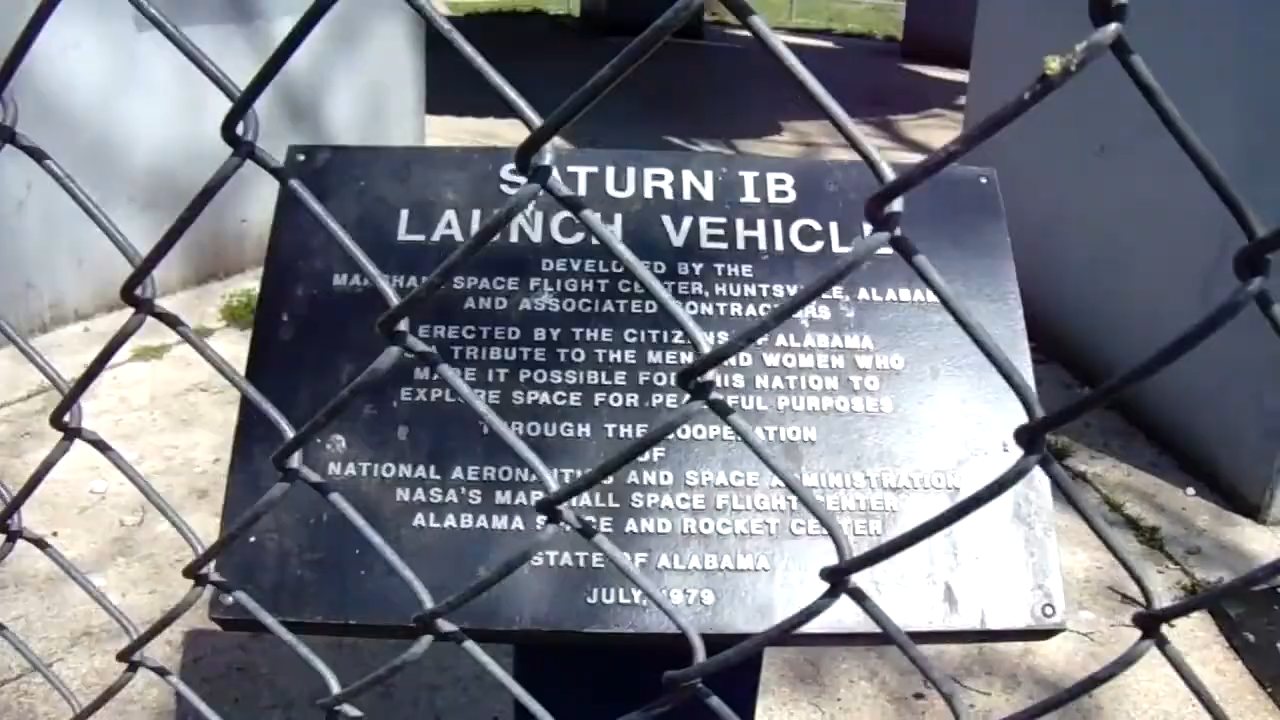 SATURN IB
LAUNCH VEHICLE
DEVELOPED BY THE
MARSHALL SPACE FLIGHT CENTER, HUNTSVILLE, ALABAMA
AND ASSOCIATED CONTRACTORS
ERECTED BY THE CITIZENS OF ALABAMA
TRIBUTE TO THE MEN AND WOMEN WHO
MADE IT POSSIBLE FOR THIS NATION TO
EXPLORE SPACE FOR PEACEFUL PURPOSES
THROUGH THE COOPERATION
OF
NATIONAL AERONAUTICS AND SPACE ADMINISTRATION
NASA'S MARSHALL SPACE FLIGHT CENTER
ALABAMA SPACE AND ROCKET CENTER
STATE OF ALABAMA
JULY, 1979